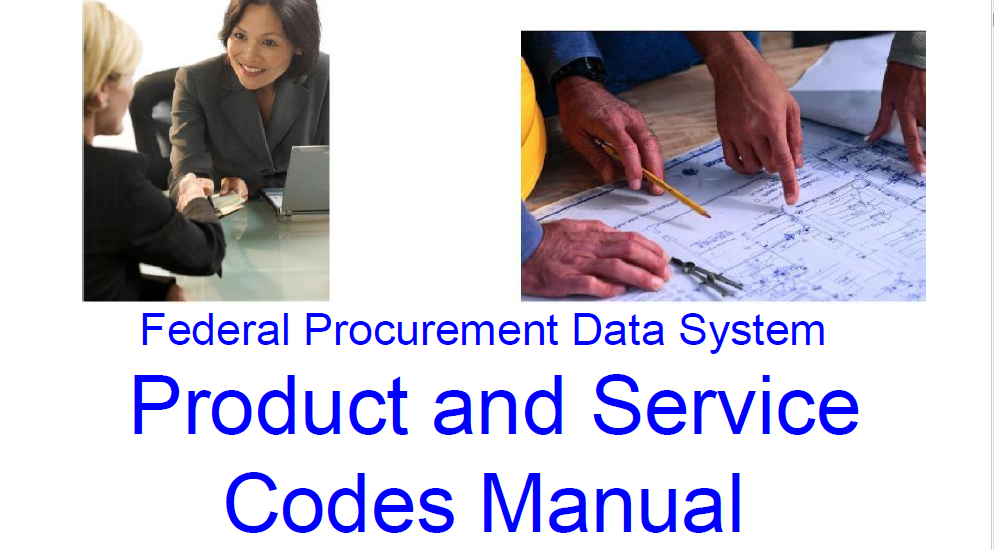 Federal Procurement Data System
Product and Service
Codes Manual